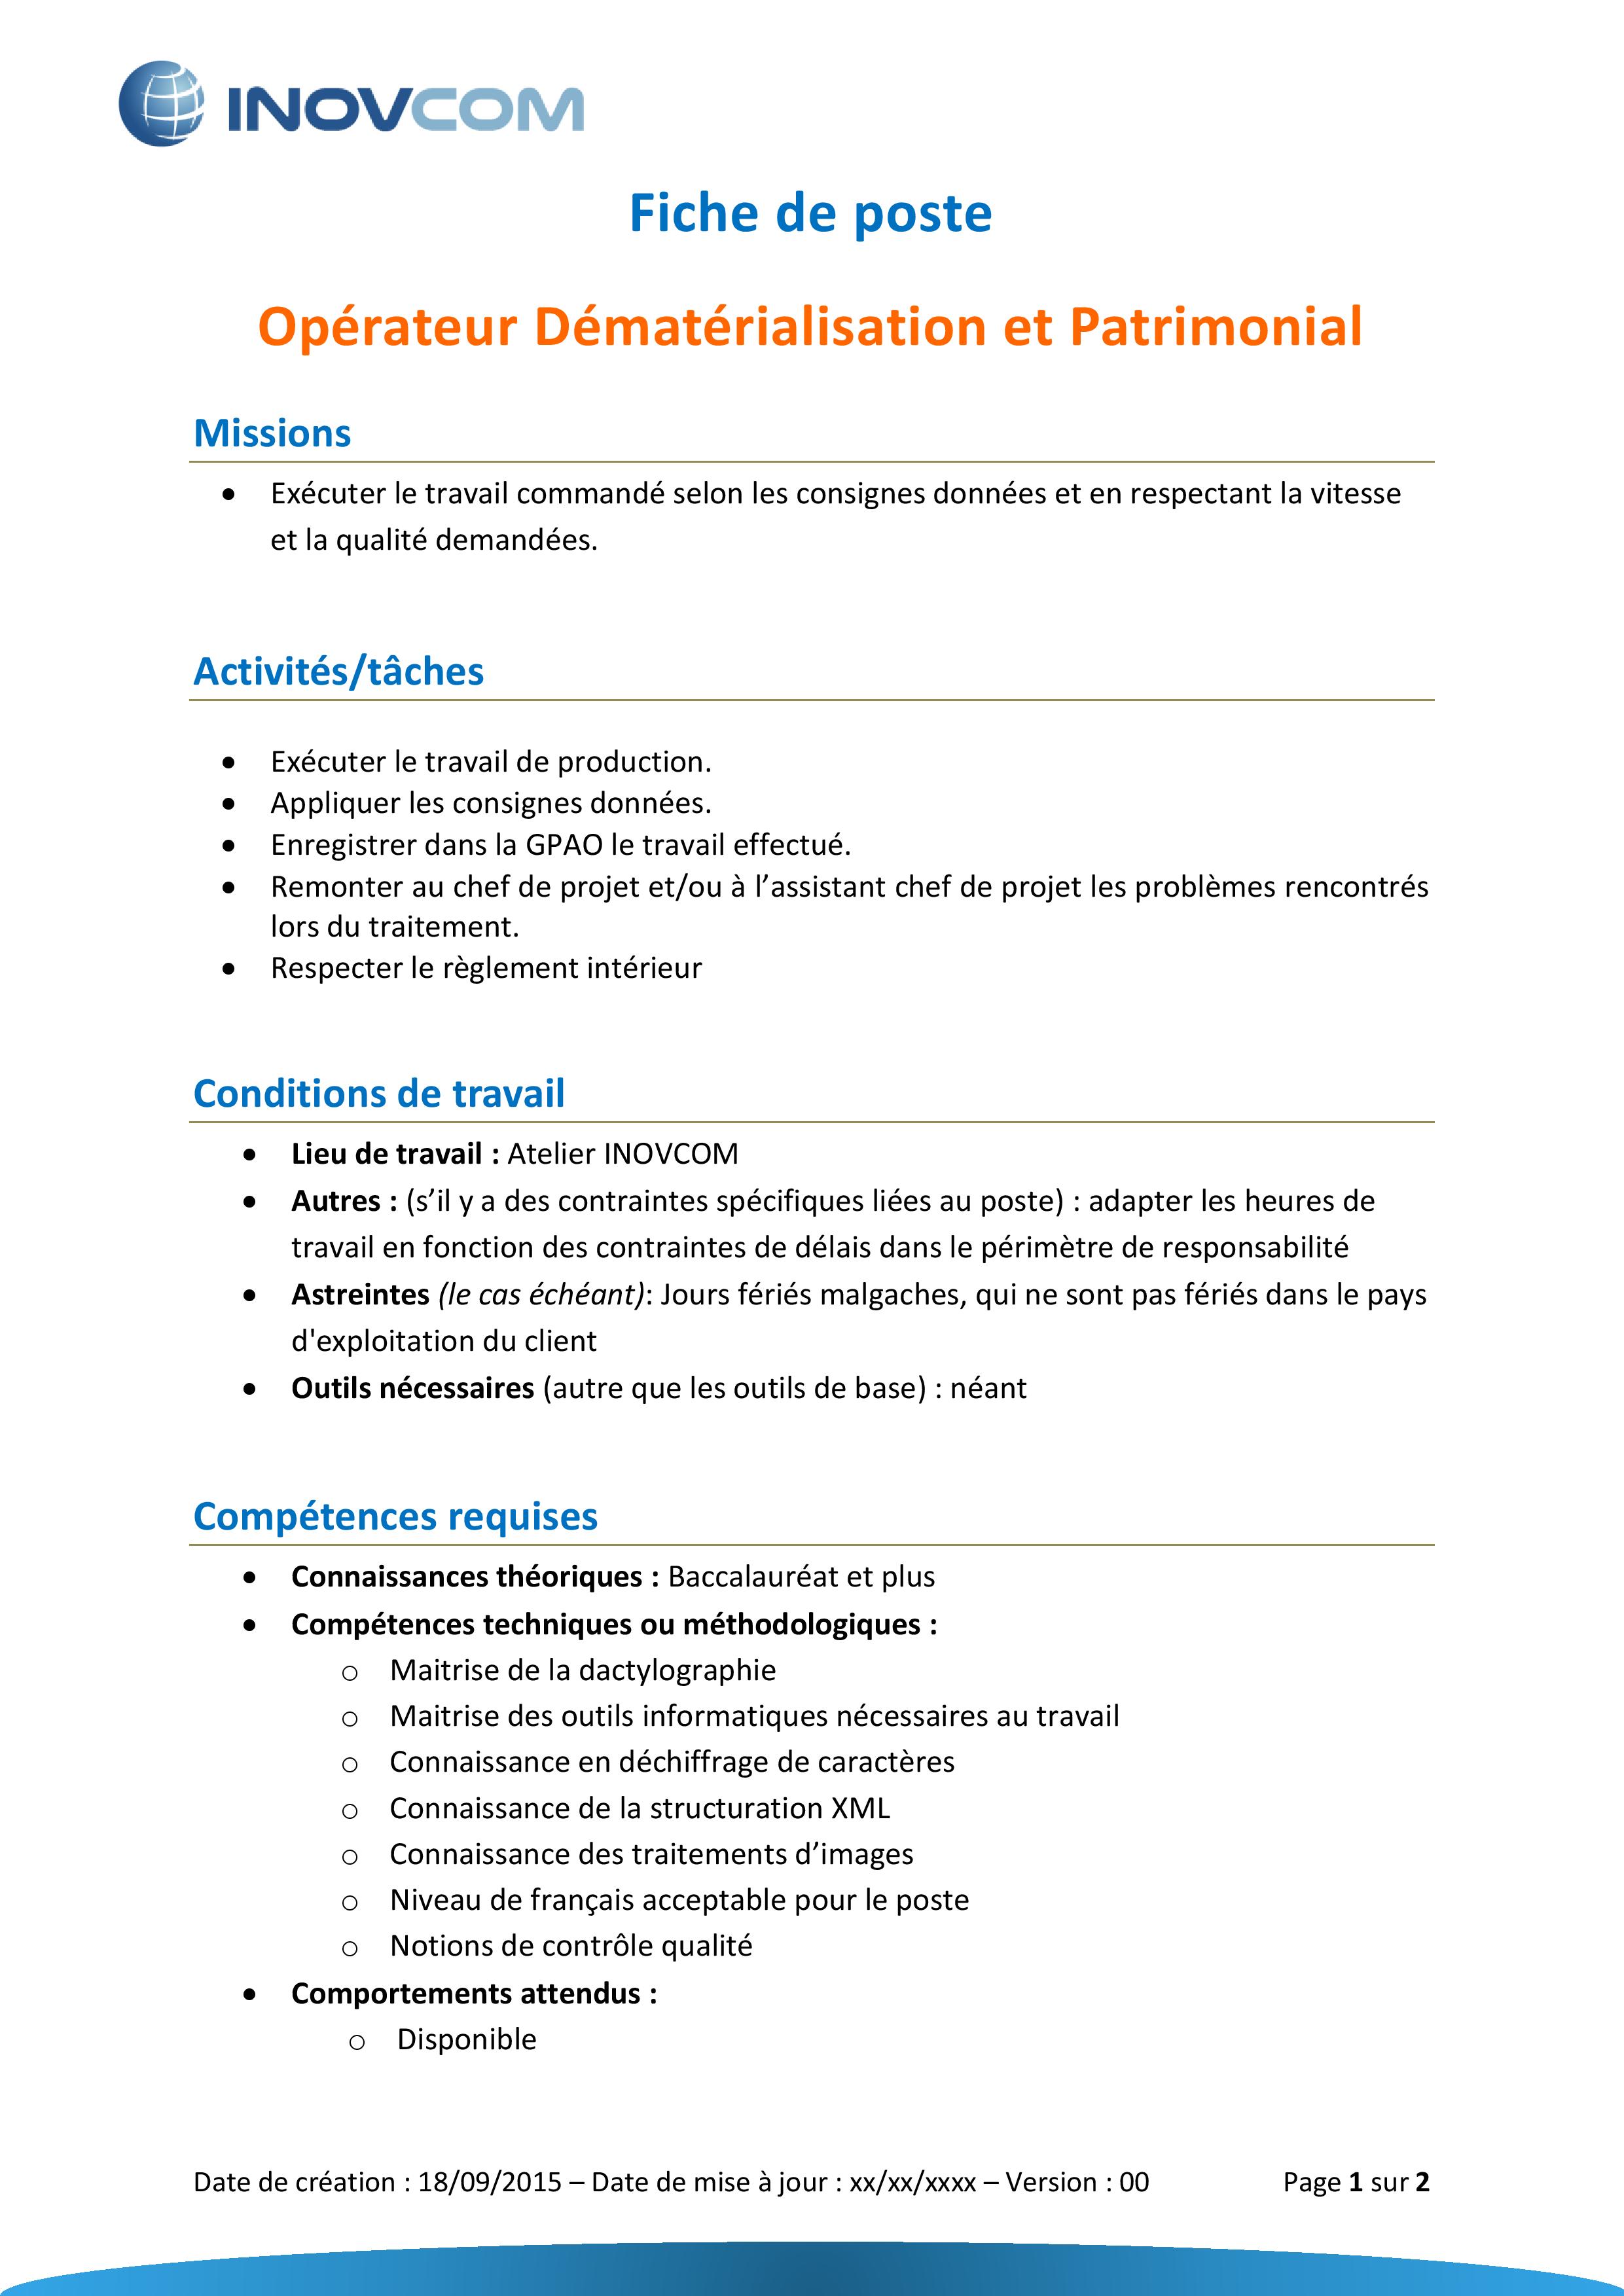 INOVCOM
Fiche de poste
Opérateur Dématérialisation et Patrimonial
Missions
• Exécuter le travail commandé selon les consignes données et en respectant la vitesse
et la qualité demandées.
Activités/tâches
• Exécuter le travail de production.
• Appliquer les consignes données.
• Enregistrer dans la GPAO le travail effectué.
• Remonter au chef de projet et/ou à l’assistant chef de projet les problèmes rencontrés
lors du traitement.
• Respecter le règlement intérieur
Conditions de travail
• Lieu de travail : Atelier INOVCOM
• Autres : (s’il y a des contraintes spécifiques liées au poste) : adapter les heures de
travail en fonction des contraintes de délais dans le périmètre de responsabilité
• Astreintes (le cas échéant): Jours fériés malgaches, qui ne sont pas fériés dans le pays
d'exploitation du client
• Outils nécessaires (autre que les outils de base) : néant
Compétences requises
• Connaissances théoriques : Baccalauréat et plus
• Compétences techniques ou méthodologiques :
o Maitrise de la dactylographie
o Maitrise des outils informatiques nécessaires au travail
o Connaissance en déchiffrage de caractères
o Connaissance de la structuration XML
o Connaissance des traitements d’images
o Niveau de français acceptable pour le poste
o Notions de contrôle qualité
• Comportements attendus :
o Disponible
Date de création : 18/09/2015 – Date de mise à jour : xx/xx/xxxx – Version : 00 Page 1 sur 2